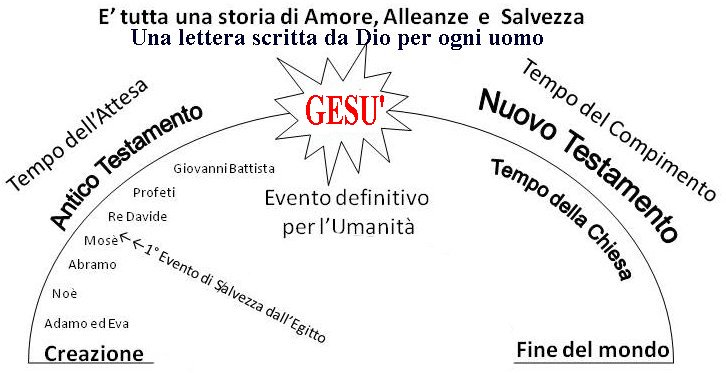 E' tutta una storia di Amore, Alleanze e Salvezza
Una lettera scritta da Dio per ogni uomo
GESU'
Evento definitivo
per l'Umanità
Tempo dell'Attesa
Antico Testamento
Giovanni Battista
Profeti
Re Davide
Mosè
1° Evento di Salvezza dall'Egitto
Abramo
Noè
Adamo ed Eva
Creazione
Tempo del Compimento
Nuovo Testamento
Tempo della Chiesa
Fine del mondo